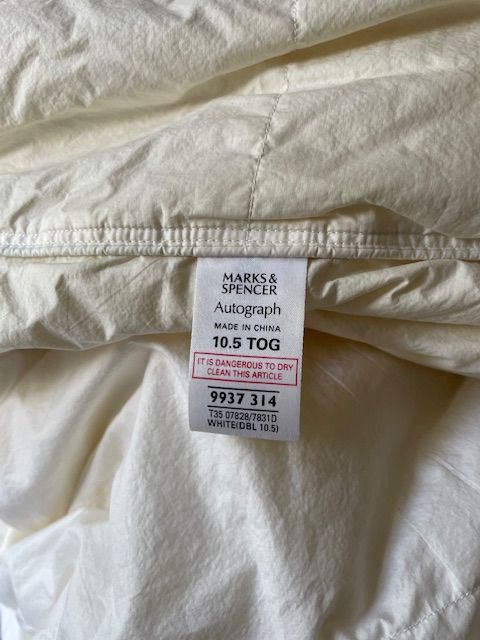 MARKS &
SPENCER
Autograph
MADE IN CHINA
10.5 TOG
IT IS DANGEROUS TO DRY
CLEAN THIS ARTICLE
9937 314
T35 07828/7831D
WHITE(DBL 10.5)